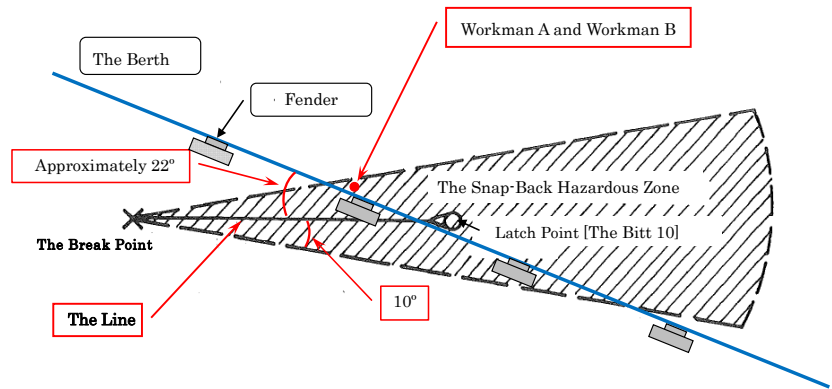 Workman A and Workman B
The Berth
Fender
Approximately 22º
The Snap-Back Hazardous Zone
Latch Point [The Bitt 10]
The Break Point
10º
The Line